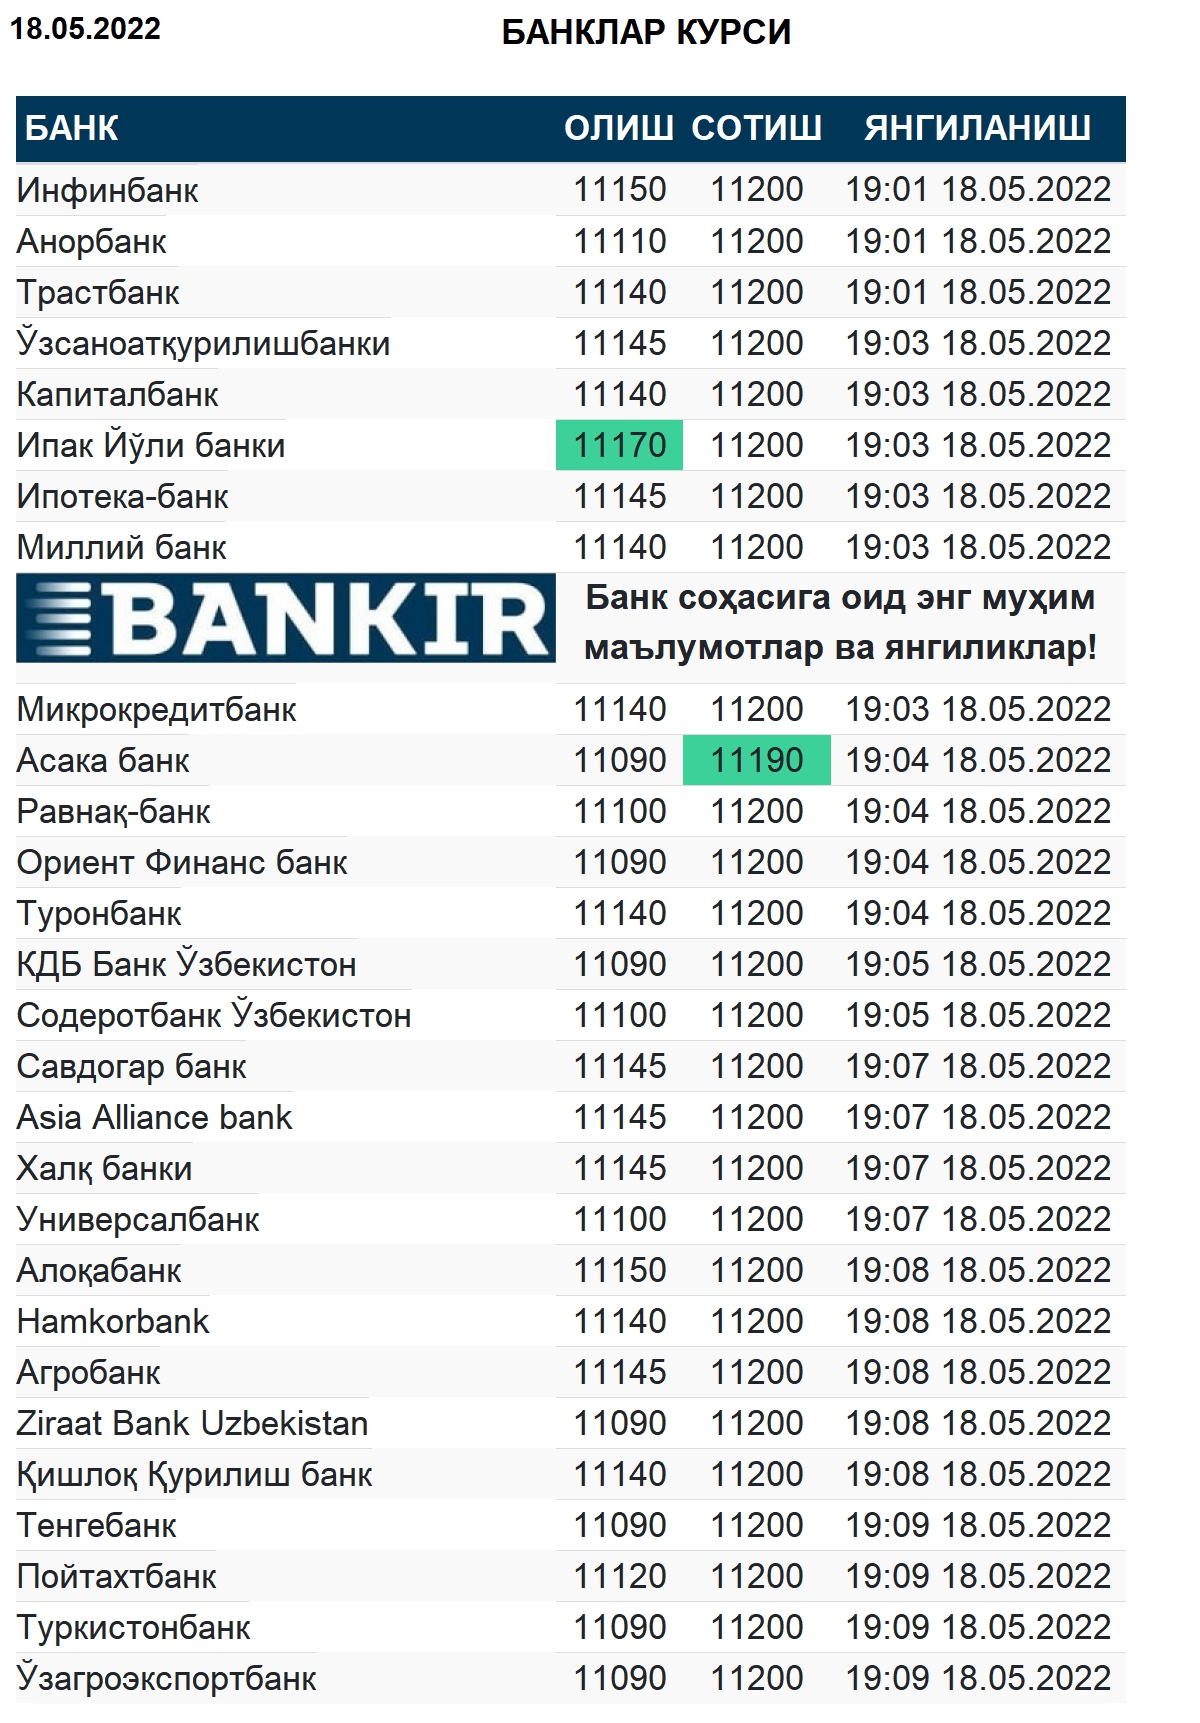 18.05.2022 БАНКЛАР КУРСИ
БАНК ОЛИШ СОТИШ ЯНГИЛАНИШ
Инфинбанк 11150 11200 19:01 18.05.2022
Анорбанк 11110 11200 19:01 18.05.2022
Трастбанк 11140 11200 19:01 18.05.2022
Ўзсаноатқурилишбанки 11145 11200 19:03 18.05.2022
Капиталбанк 11140 11200 19:03 18.05.2022
Ипак Йўли банки 11170 11200 19:03 18.05.2022
Ипотека-банк 11145 11200 19:03 18.05.2022
Миллий банк 11140 11200 19:03 18.05.2022
BANKIR
Банк соҳасига оид энг муҳим
маълумотлар ва янгиликлар!
Микрокредитбанк 11140 11200 19:03 18.05.2022
Асака банк 11090 11190 19:04 18.05.2022
Равнақ-банк 11100 11200 19:04 18.05.2022
Ориент Финанс банк 11090 11200 19:04 18.05.2022
Туронбанк 11140 11200 19:04 18.05.2022
КДБ Банк Ўзбекистон 11090 11200 19:05 18.05.2022
Содеротбанк Ўзбекистон 11100 11200 19:05 18.05.2022
Савдогар банк 11145 11200 19:07 18.05.2022
Asia Alliance bank 11145 11200 19:07 18.05.2022
Халқ банки 11145 11200 19:07 18.05.2022
Универсалбанк 11100 11200 19:07 18.05.2022
Алоқабанк 11150 11200 19:08 18.05.2022
Hamkorbank 11140 11200 19:08 18.05.2022
Агробанк 11145 11200 19:08 18.05.2022
Ziraat Bank Uzbekistan 11090 11200 19:08 18.05.2022
Қишлоқ Қурилиш банк 11140 11200 19:08 18.05.2022
Тенгебанк 11090 11200 19:09 18.05.2022
Пойтахтбанк 11120 11200 19:09 18.05.2022
Туркистонбанк 11090 11200 19:09 18.05.2022
Ўзагроэкспортбанк 11090 11200 19:09 18.05.2022